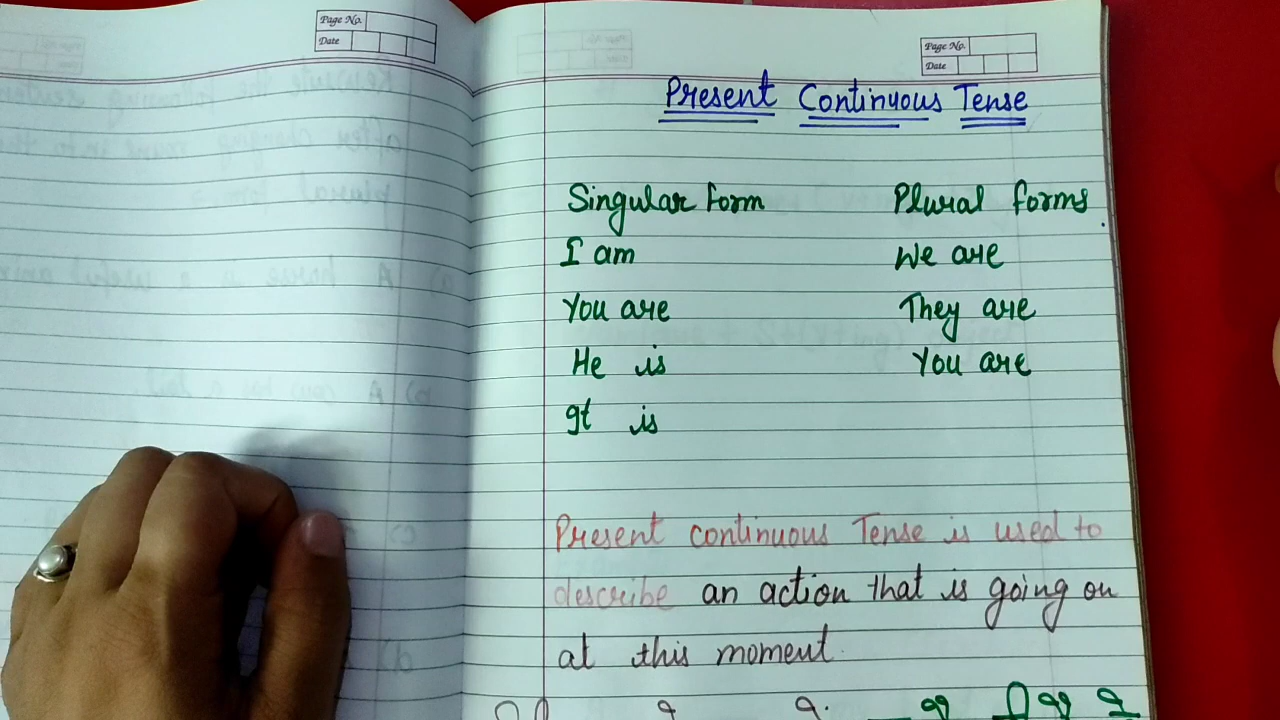 Page No.
Date
Page No.
Date
Present Continuous Tense
Singular Form Plural forms
I am We are
You are They are
He is You are
It is
Present continuous Tense is used to
describe an action that is going on
at this moment.